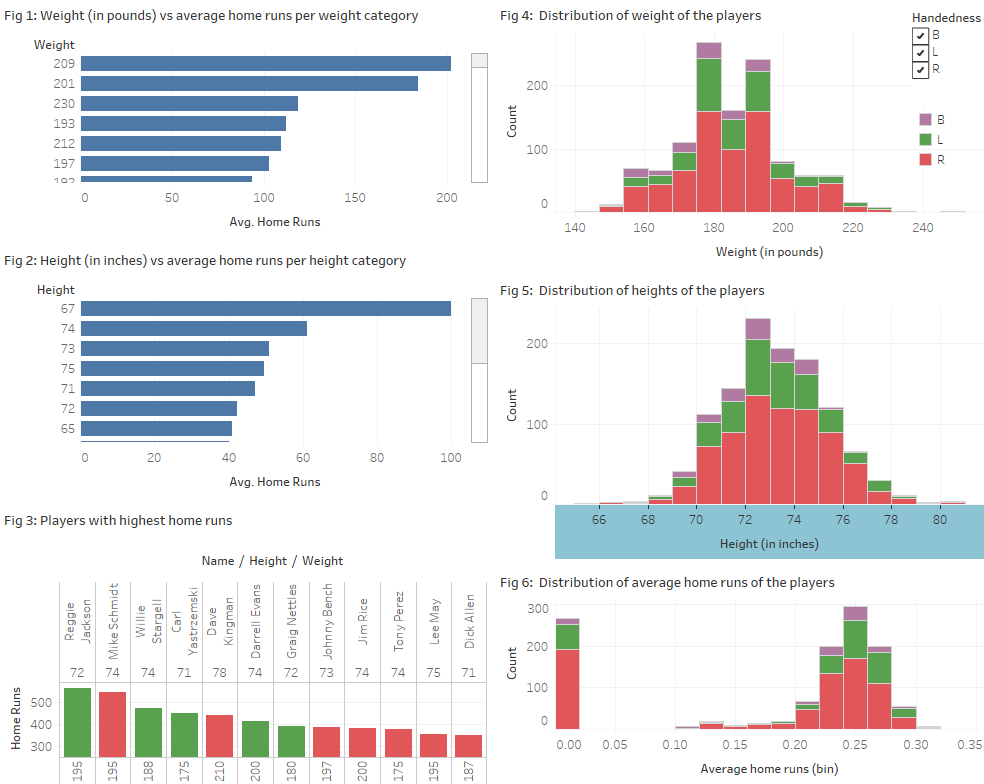 Fig 1: Weight (in pounds) vs average home runs per weight category
Weight
209
201
230
193
212
197
192
0 50 100 150 200
Avg. Home Runs
Fig 2: Height (in inches) vs average home runs per height category
Height
67
74
73
75
71
72
65
0 20 40 60 80 100
Avg. Home Runs
Fig 3: Players with highest home runs
Name / Height / Weight
Reggie Jackson
Mike Schmidt
Willie Stargell
Carl Yastrzemski
Dave Kingman
Darrell Evans
Graig Nettles
Johnny Bench
Jim Rice
Tony Perez
Lee May
Dick Allen
72 74 74 71 78 74 72 73 74 74 75 71
Home Runs
500
400
300
195 195 188 175 210 200 180 197 200 175 195 187
Fig 4: Distribution of weight of the players
Handedness
B
L
R
B
L
R
Count
200
100
0
140 160 180 200 220 240
Weight (in pounds)
Fig 5: Distribution of heights of the players
Count
200
100
0
66 68 70 72 74 76 78 80
Height (in inches)
Fig 6: Distribution of average home runs of the players
Count
300
200
100
0
0.00 0.05 0.10 0.15 0.20 0.25 0.30 0.35
Average home runs (bin)